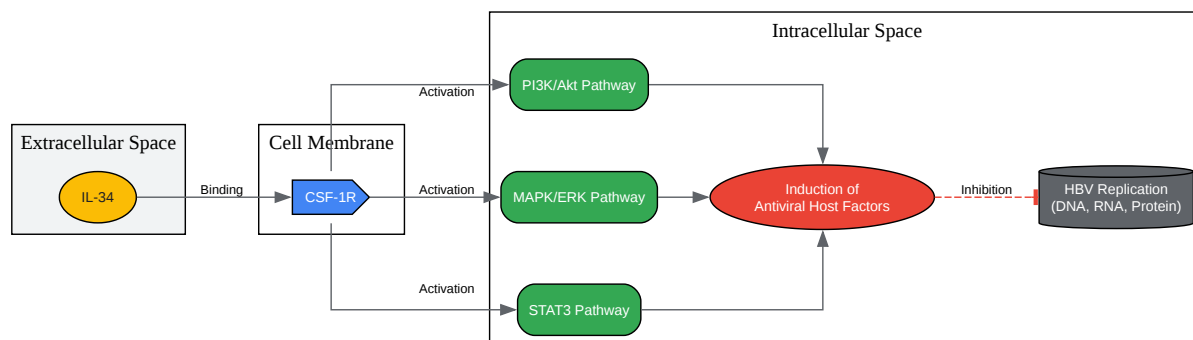 Intracellular Space
PI3K/Akt Pathway
Activation
Extracellular Space
Cell Membrane
IL-34
Binding
CSF-1R
Activation
MAPK/ERK Pathway
Induction of
Antiviral Host Factors
Inhibition
HBV Replication
(DNA, RNA, Protein)
Activation
STAT3 Pathway